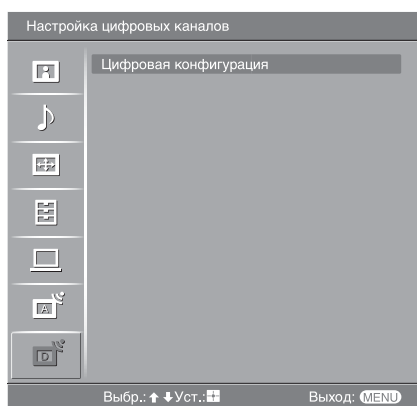 Настройка цифровых каналов
Цифровая конфигурация
A
D
Выбр.: ↑ ↓ Уст.: Выход: MENU